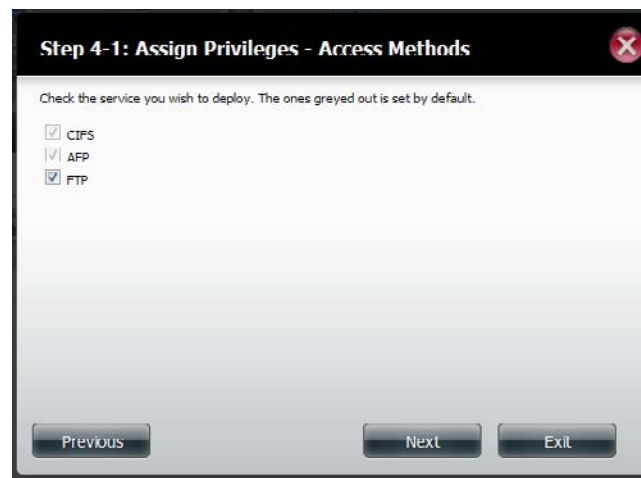 Step 4-1: Assign Privileges - Access Methods
Check the service you wish to deploy. The ones greyed out is set by default.
CIFS
AFP
FTP
Previous Next Exit